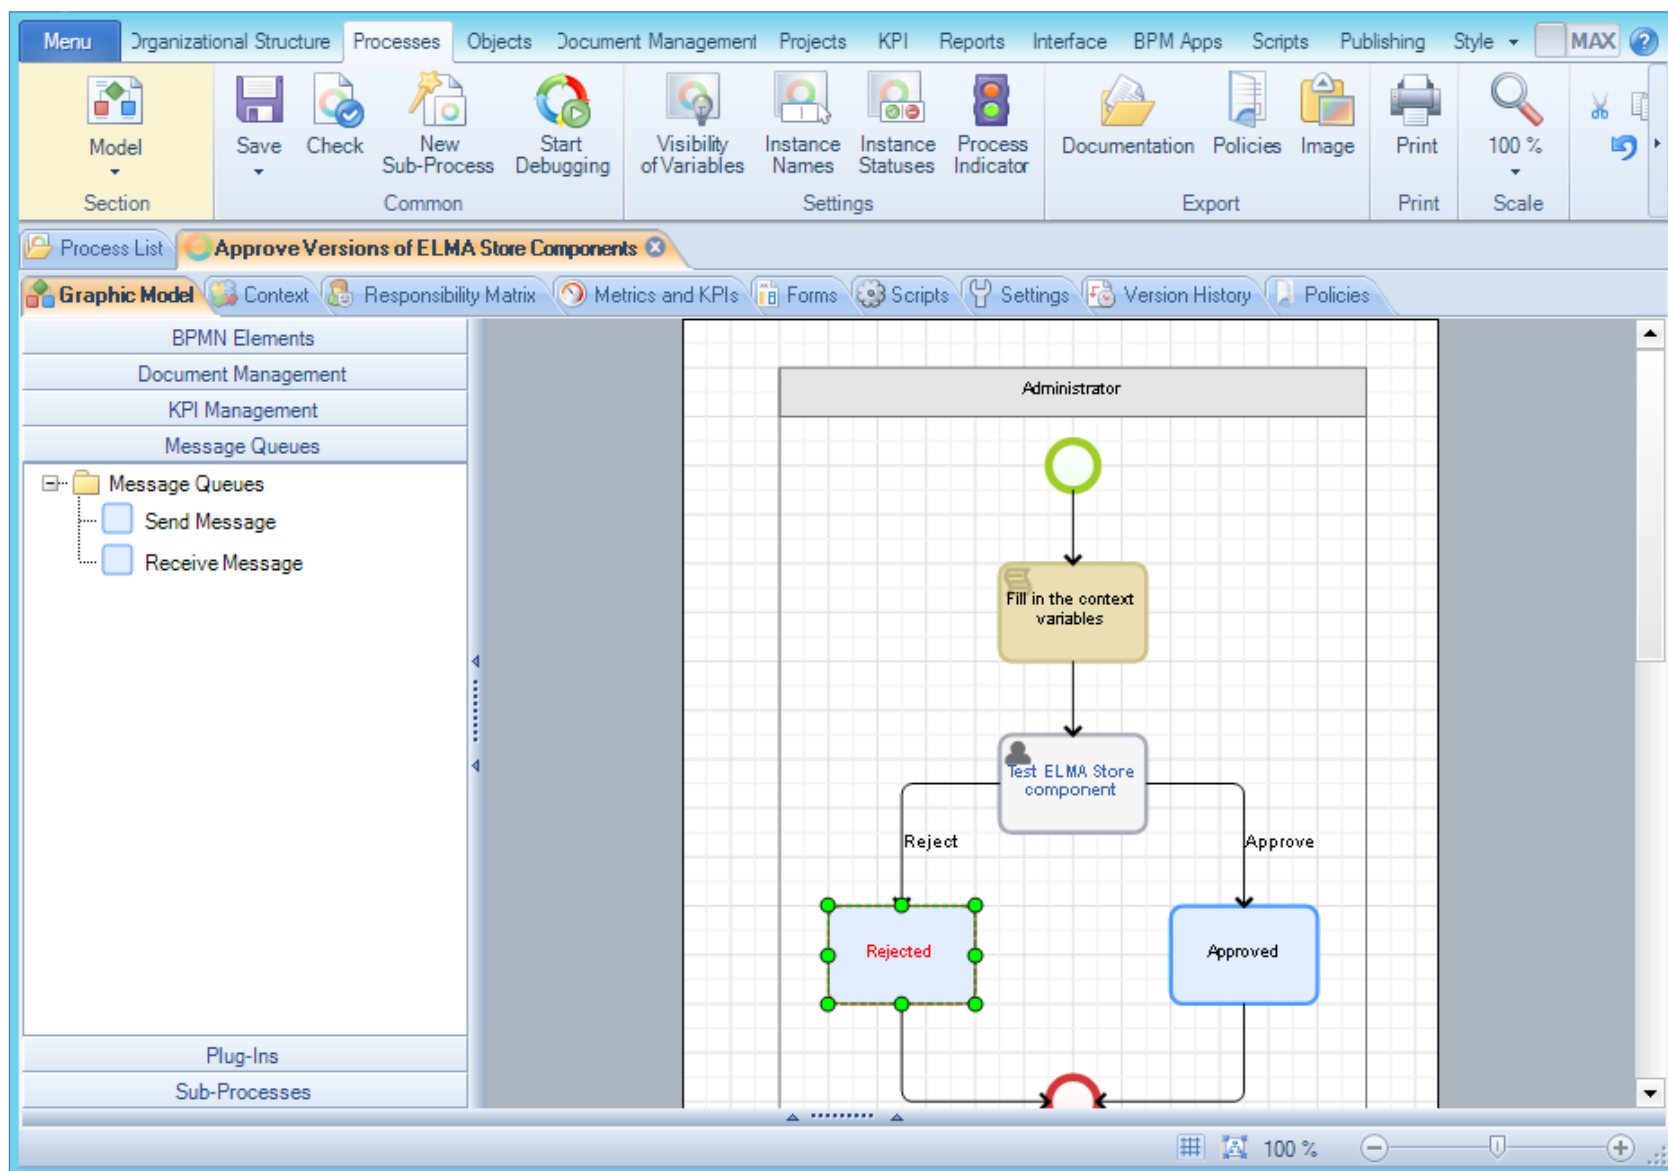 Menu Organizational Structure Processes Objects Document Management Projects KPI Reports Interface BPM Apps Scripts Publishing Style MAX ?
Model
Section
Save Check New Sub-Process Start Debugging
Common
Visibility of Variables Instance Names Instance Statuses Process Indicator
Settings
Documentation Policies Image
Export
Print
Print
100 %
Scale
Process List Approve Versions of ELMA Store Components
Graphic Model Context Responsibility Matrix Metrics and KPIs Forms Scripts Settings Version History Policies
BPMN Elements
Document Management
KPI Management
Message Queues
Message Queues
Send Message
Receive Message
Plug-Ins
Sub-Processes
Administrator
Fill in the context
variables
Test ELMA Store
component
Reject
Approve
Rejected
Approved
100 %